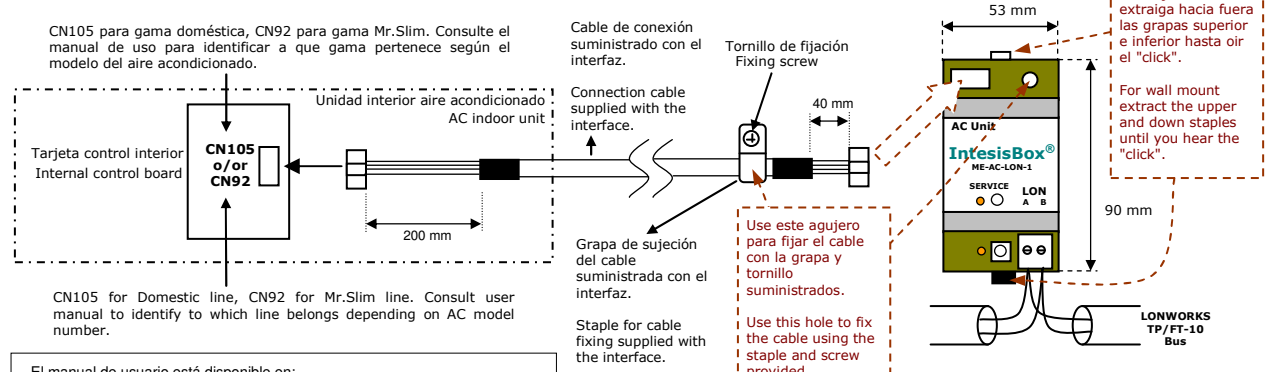 CN105 para gama doméstica, CN92 para gama Mr.Slim. Consulte el
manual de uso para identificar a que gama pertenece según el
modelo del aire acondicionado.
Unidad interior aire acondicionado
AC indoor unit
Tarjeta control interior
Internal control board
CN105
o/or
CN92
200 mm
CN105 for Domestic line, CN92 for Mr.Slim line. Consult user
manual to identify to which line belongs depending on AC model
number.
El manual de usuario está disponible en:
Cable de conexión
suministrado con el
interfaz.
Connection cable
supplied with the
interface.
Tornillo de fijación
Fixing screw
40 mm
Grapa de sujeción
del cable
suministrada con el
interfaz.
Staple for cable
fixing supplied with
the interface.
Use este agujero
para fijar el cable
con la grapa y
tornillo
suministrados.
Use this hole to fix
the cable using the
staple and screw
provided
53 mm
AC Unit
IntesisBox®
ME-AC-LON-1
SERVICE
LON
A B
90 mm
extraiga hacia fuera
las grapas superior
e inferior hasta oir
el "click".
For wall mount
extract the upper
and down staples
until you hear the
"click".
LONWORKS
TP/FT-10
Bus